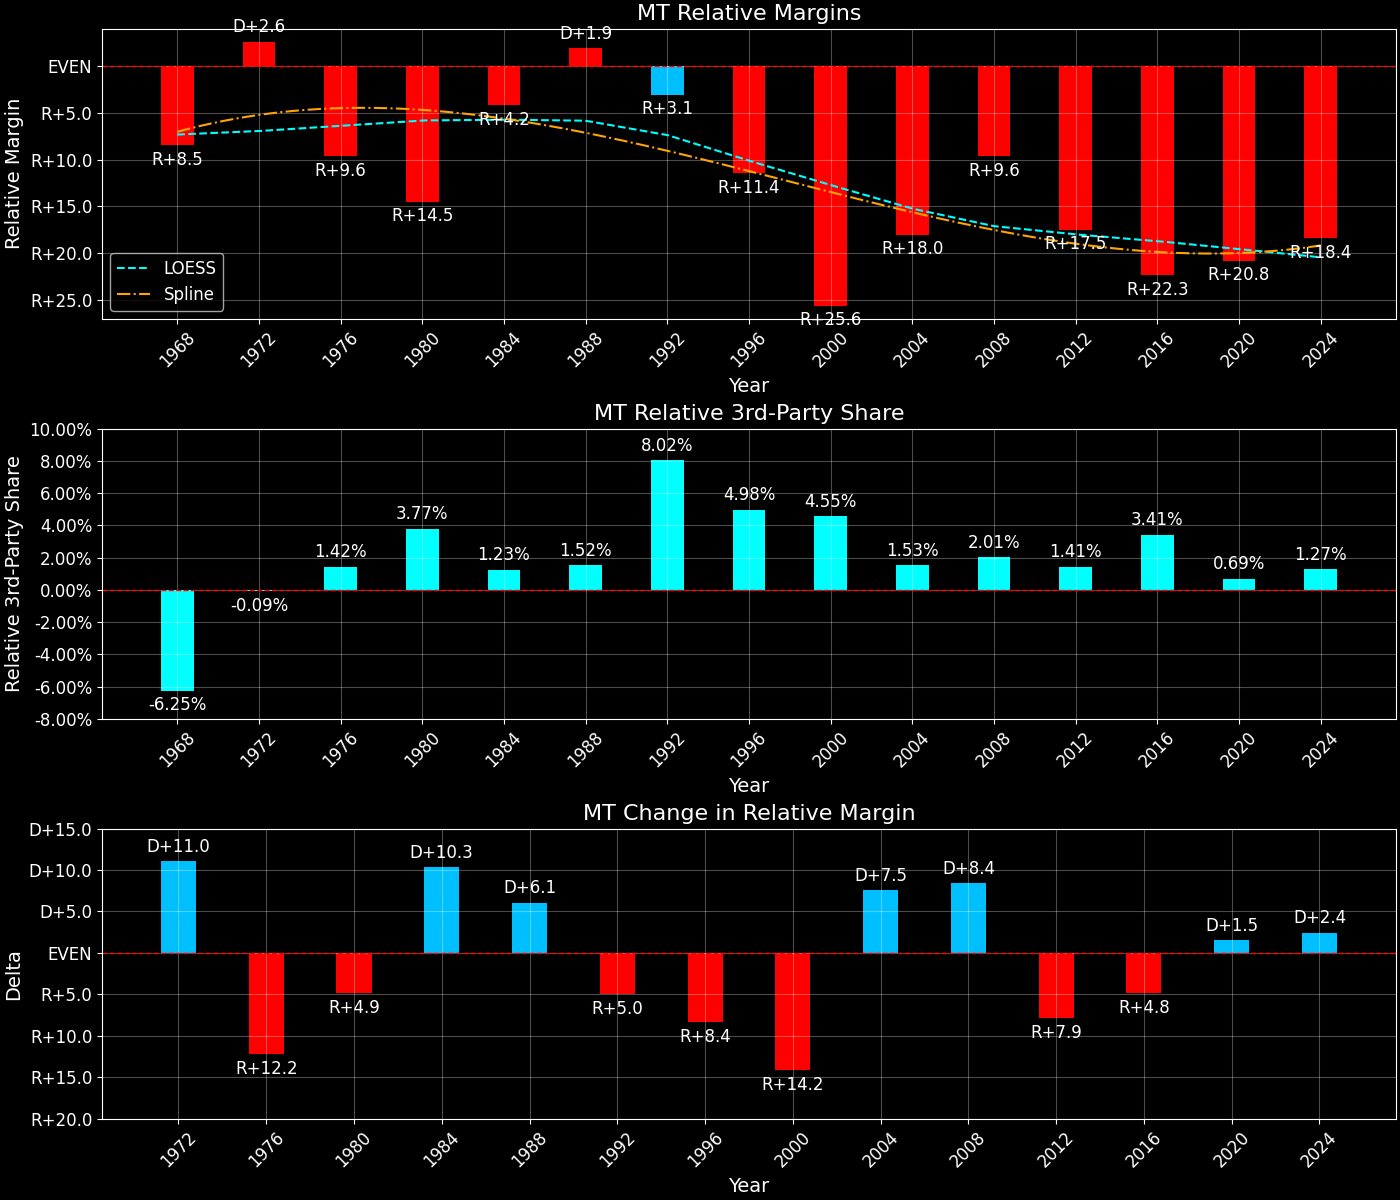 MT Relative Margins
Relative Margin
EVEN
R+5.0
R+10.0
R+15.0
R+20.0
R+25.0
R+8.5
D+2.6
R+9.6
R+14.5
R+4.2
D+1.9
R+3.1
R+11.4
R+25.6
R+18.0
R+9.6
R+17.5
R+22.3
R+20.8
R+18.4
LOESS
Spline
1968
1972
1976
1980
1984
1988
1992
1996
2000
2004
2008
2012
2016
2020
2024
Year
MT Relative 3rd-Party Share
Relative 3rd-Party Share
10.00%
8.00%
6.00%
4.00%
2.00%
0.00%
-2.00%
-4.00%
-6.00%
-8.00%
-6.25%
-0.09%
1.42%
3.77%
1.23%
1.52%
8.02%
4.98%
4.55%
1.53%
2.01%
1.41%
3.41%
0.69%
1.27%
1968
1972
1976
1980
1984
1988
1992
1996
2000
2004
2008
2012
2016
2020
2024
Year
MT Change in Relative Margin
Delta
D+15.0
D+10.0
D+5.0
EVEN
R+5.0
R+10.0
R+15.0
R+20.0
D+11.0
R+12.2
R+4.9
D+10.3
D+6.1
R+5.0
R+8.4
R+14.2
D+7.5
D+8.4
R+7.9
R+4.8
D+1.5
D+2.4
1972
1976
1980
1984
1988
1992
1996
2000
2004
2008
2012
2016
2020
2024
Year